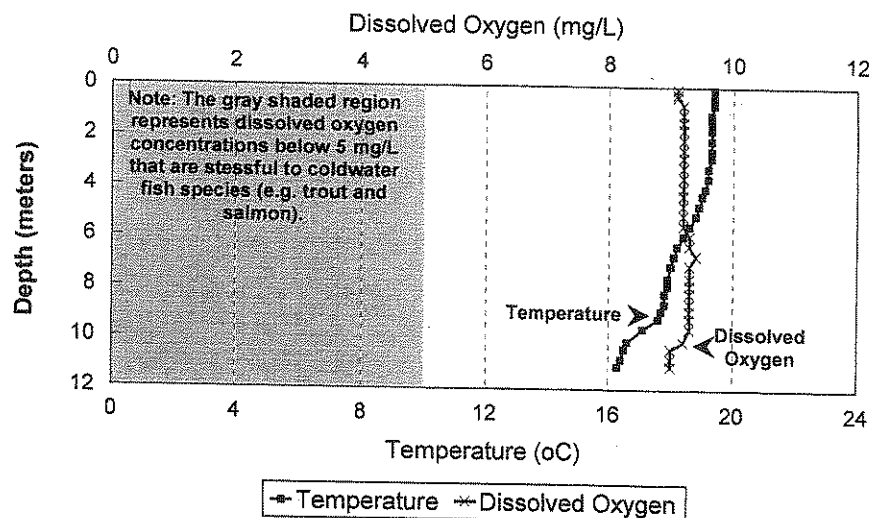 Dissolved Oxygen (mg/L)
0 2 4 6 8 10 12
Depth (meters)
0
2
4
6
8
10
12
Note: The gray shaded region
represents dissolved oxygen
concentrations below 5 mg/L
that are stessful to coldwater
fish species (e.g. trout and
salmon).
Temperature
Dissolved
Oxygen
0 4 8 12 16 20 24
Temperature (oC)
Temperature Dissolved Oxygen